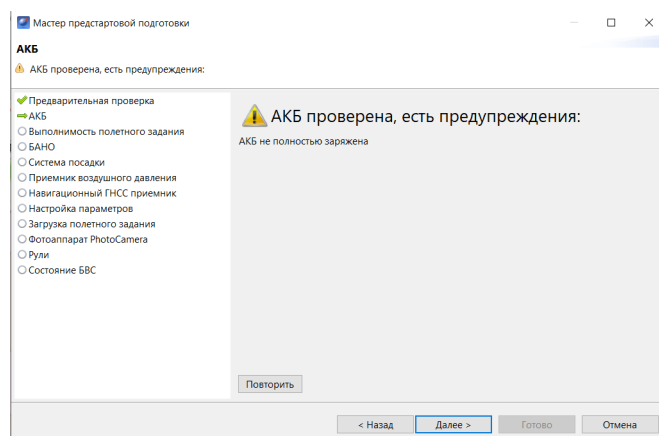 Мастер предстартовой подготовки
АКБ
АКБ проверена, есть предупреждения:
Предварительная проверка
АКБ
Выполнимость полетного задания
БАНО
Система посадки
Приемник воздушного давления
Навигационный ГНСС приемник
Настройка параметров
Загрузка полетного задания
Фотоаппарат PhotoCamera
Рули
Состояние БВС
АКБ проверена, есть предупреждения:
АКБ не полностью заряжена
Повторить
< Назад
Далее >
Готово
Отмена